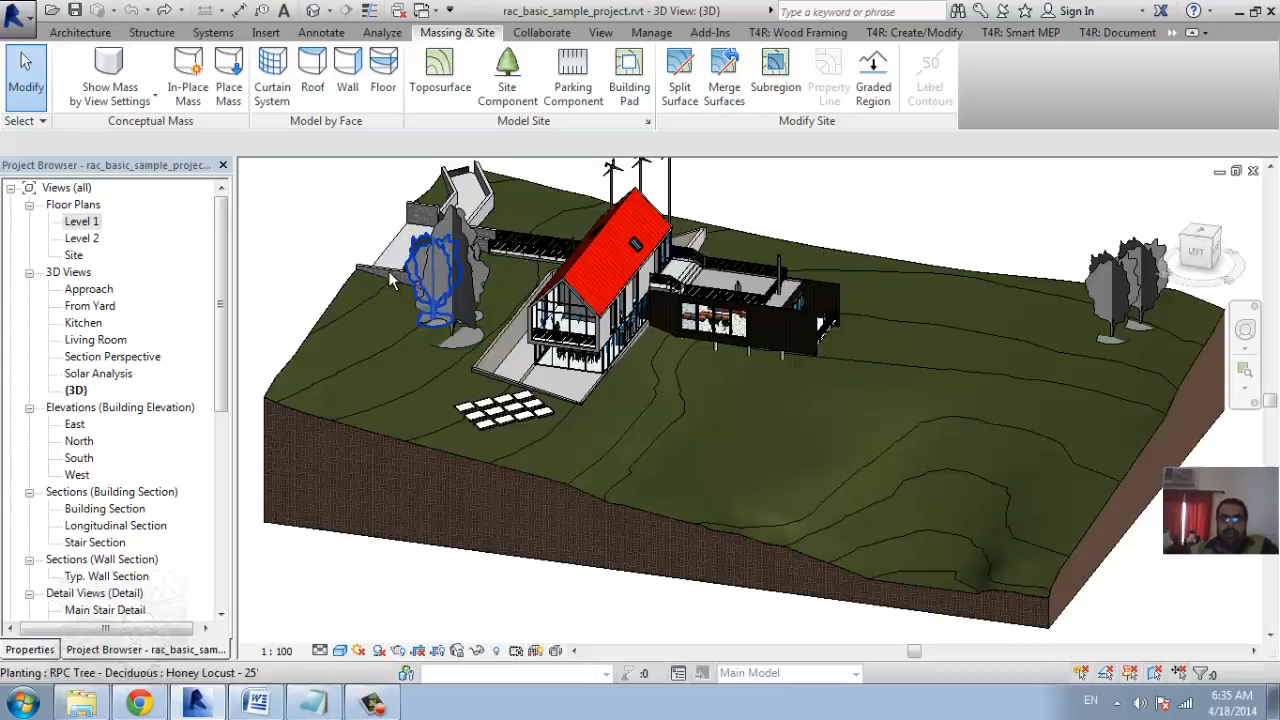 rac_basic_sample_project.rvt - 3D View: {3D}
Type a keyword or phrase
Sign In
Architecture Structure Systems Insert Annotate Analyze Massing & Site Collaborate View Manage Add-Ins T4R: Wood Framing T4R: Create/Modify T4R: Smart MEP T4R: Document
Modify
Show Mass
by View Settings
In-Place
Mass
Place
Mass
Curtain
System
Roof
Wall
Floor
Toposurface
Site
Component
Parking
Component
Building
Pad
Split
Surface
Merge
Surfaces
Subregion
Property
Line
Graded
Region
50
Label
Contours
Select
Conceptual Mass
Model by Face
Model Site
Modify Site
Project Browser - rac_basic_sample_projec...
Views (all)
Floor Plans
Level 1
Level 2
Site
3D Views
Approach
From Yard
Kitchen
Living Room
Section Perspective
Solar Analysis
{3D}
Elevations (Building Elevation)
East
North
South
West
Sections (Building Section)
Building Section
Longitudinal Section
Stair Section
Sections (Wall Section)
Typ. Wall Section
Detail Views (Detail)
Main Stair Detail
LEFT
Properties
Project Browser - rac_basic_sam...
1 : 100
Planting : RPC Tree - Deciduous : Honey Locust - 25'
:0
Main Model
:0
EN
6:35 AM
4/18/2014